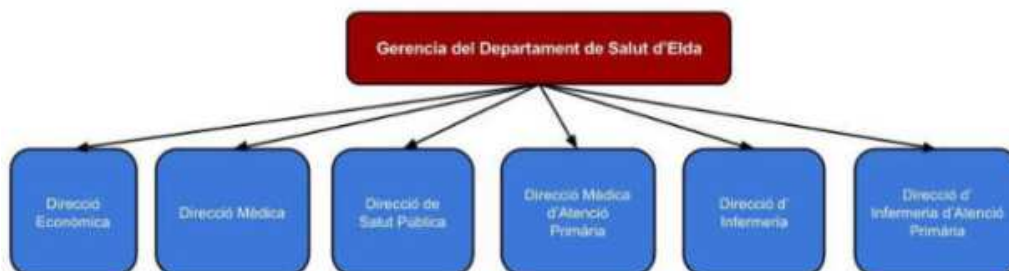 Gerencia del Departament de Salut d'Elda
Direcció
Econòmica
Direcció Mèdica
Direcció de
Salut Pública
Direcció Mèdica
d'Atenció
Primària
Direcció d'
Infermeria
Direcció d'
Infermeria d'Atenció
Primària